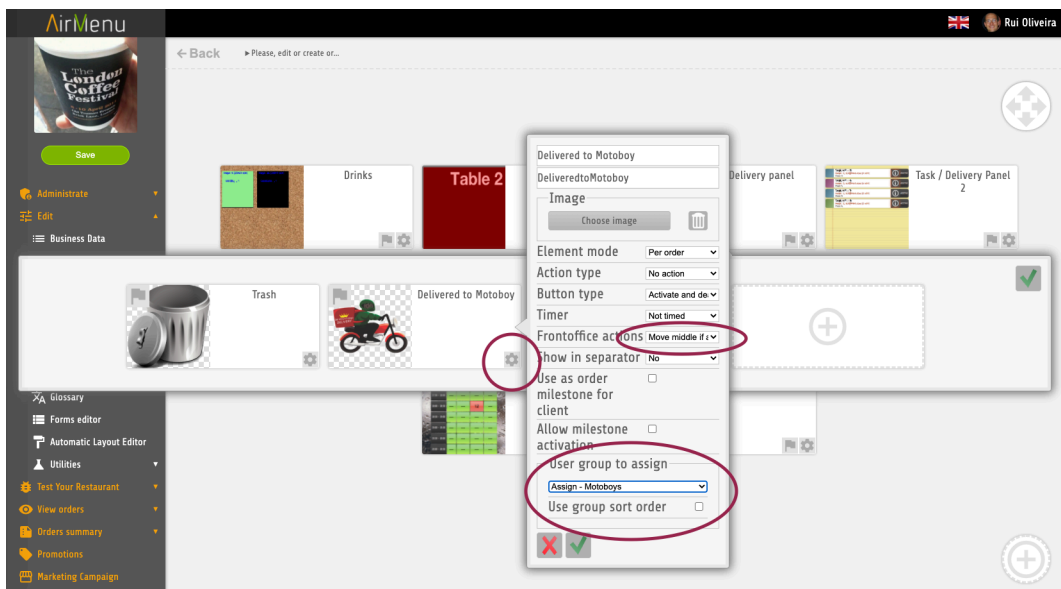 AirMenu
Rui Oliveira
Back
Please, edit or create or...
The
London
Coffee
Festival
Save
Administrate
Edit
Business Data
Drinks
Table 2
Delivery panel
Task / Delivery Panel
2
Delivered to Motoboy
DeliveredtoMotoboy
Image
Choose image
Element mode
Per order
Action type
No action
Button type
Activate and de
Timer
Not timed
Frontoffice actions
Move middle if a
Show in separator
No
Use as order
milestone for
client
Allow milestone
activation
User group to assign
Assign - Motoboys
Use group sort order
Trash
Delivered to Motoboy
Glossary
Forms editor
Automatic Layout Editor
Utilities
Test Your Restaurant
View orders
Orders summary
Promotions
Marketing Campaign